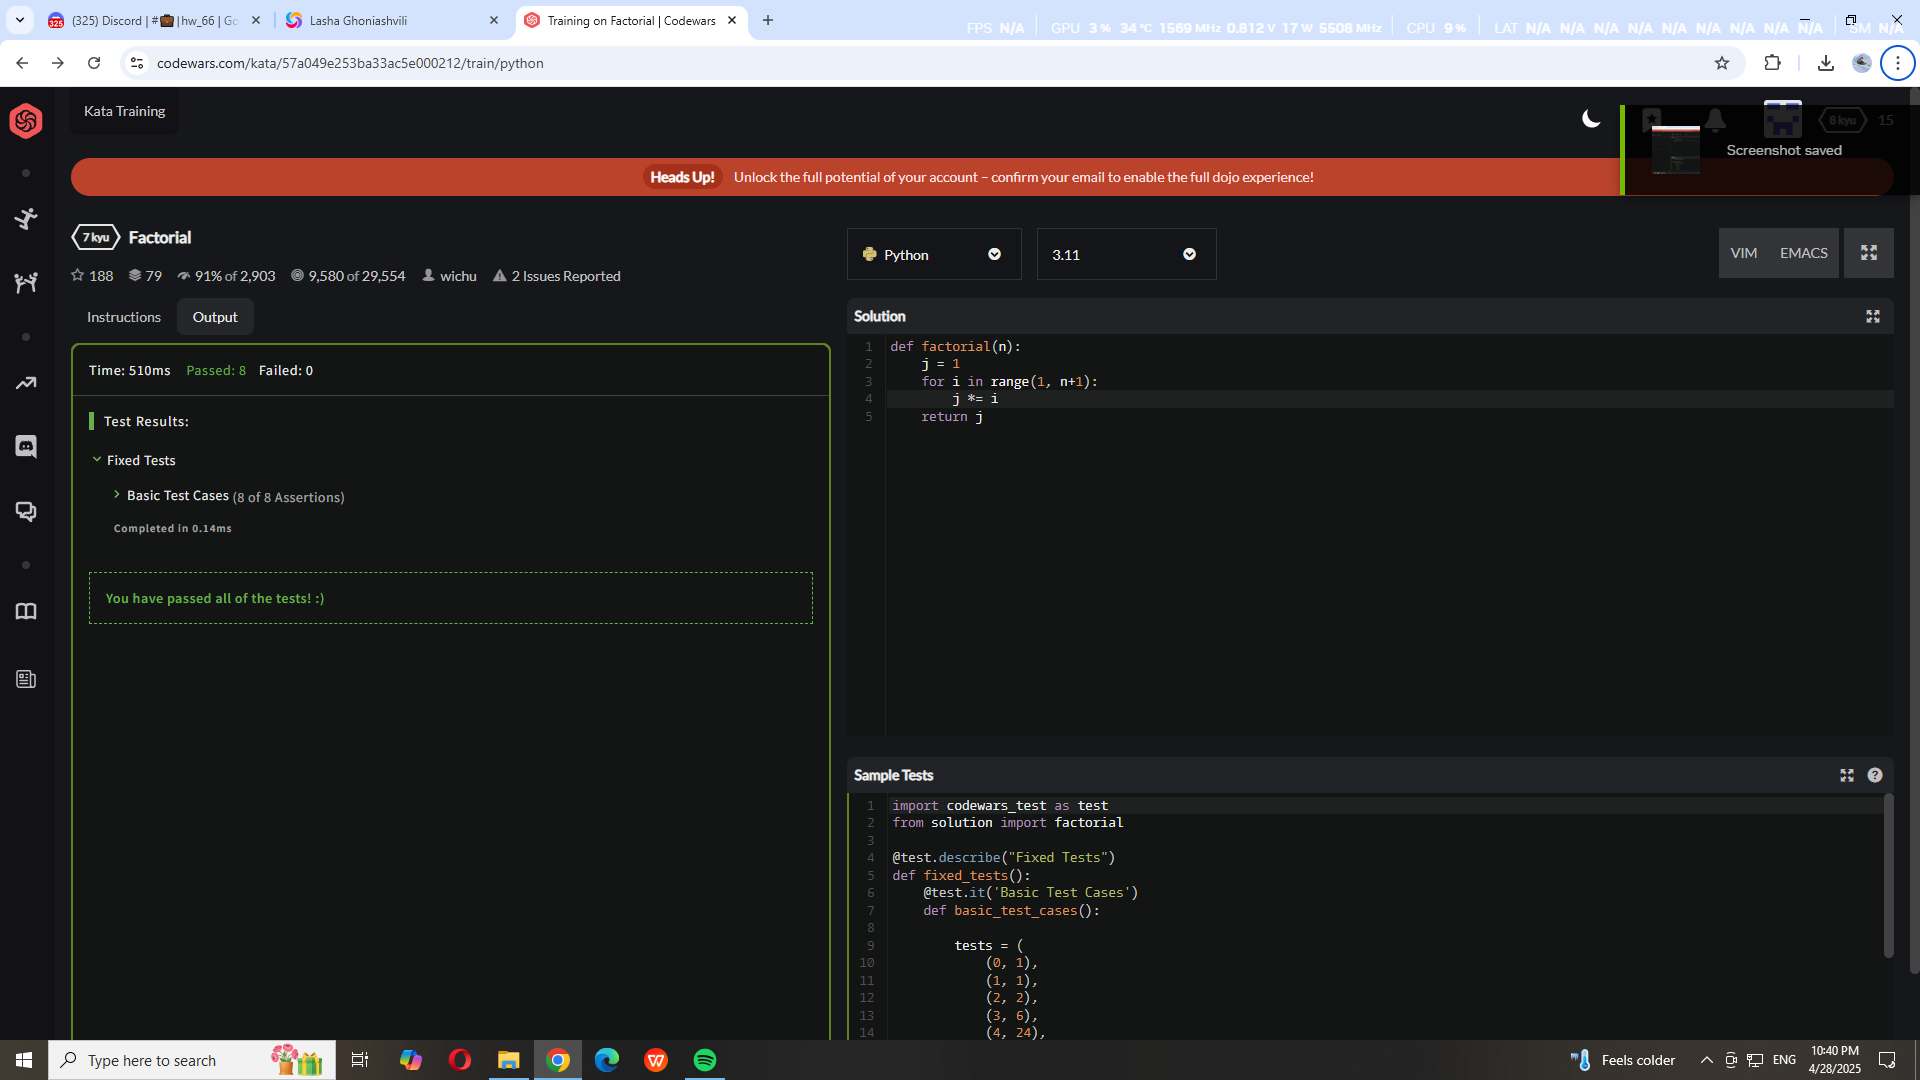 (325) Discord | #💼|hw_66 | Go
Lasha Ghoniashvili
Training on Factorial | Codewars
FPS N/A GPU 3 % 34 °C 1569 MHz 0.812 V 17 W 5508 MHz CPU 9 % LAT N/A N/A N/A N/A N/A N/A N/A N/A N/A SM N/A
codewars.com/kata/57a049e253ba33ac5e000212/train/python
Kata Training
8 kyu 15
Screenshot saved
Heads Up! Unlock the full potential of your account – confirm your email to enable the full dojo experience!
7 kyu Factorial
188 79 91% of 2,903 9,580 of 29,554 wichu 2 Issues Reported
Python
3.11
VIM EMACS
Instructions Output
Time: 510ms Passed: 8 Failed: 0
Test Results:
Fixed Tests
Basic Test Cases (8 of 8 Assertions)
Completed in 0.14ms
You have passed all of the tests! :)
Solution
1 def factorial(n):
2 j = 1
3 for i in range(1, n+1):
4 j *= i
5 return j
Sample Tests
1 import codewars_test as test
2 from solution import factorial
3
4 @test.describe("Fixed Tests")
5 def fixed_tests():
6 @test.it('Basic Test Cases')
7 def basic_test_cases():
8
9 tests = (
10 (0, 1),
11 (1, 1),
12 (2, 2),
13 (3, 6),
14 (4, 24),
Type here to search
Feels colder
ENG
10:40 PM
4/28/2025